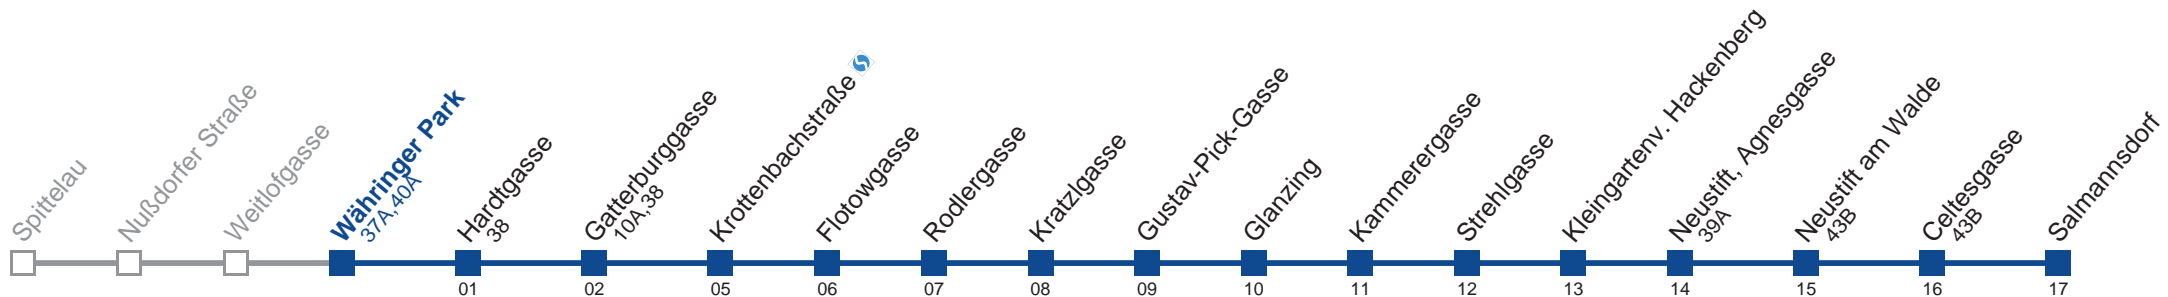 Spittelau
Nußdorfer Straße
Weitlofgasse
Währinger Park
37A, 40A
Hardtgasse
38
Gatterburggasse
10A,38
Krottenbachstraße
Flotowgasse
Rodlergasse
Kratzlgasse
Gustav-Pick-Gasse
Glanzing
Kammerergasse
Strehlgasse
Kleingartenv. Hackenberg
Neustift, Agnesgasse
39A
Neustift am Walde
43B
Celtesgasse
43B
Salmannsdorf
01
02
05
06
07
08
09
10
11
12
13
14
15
16
17